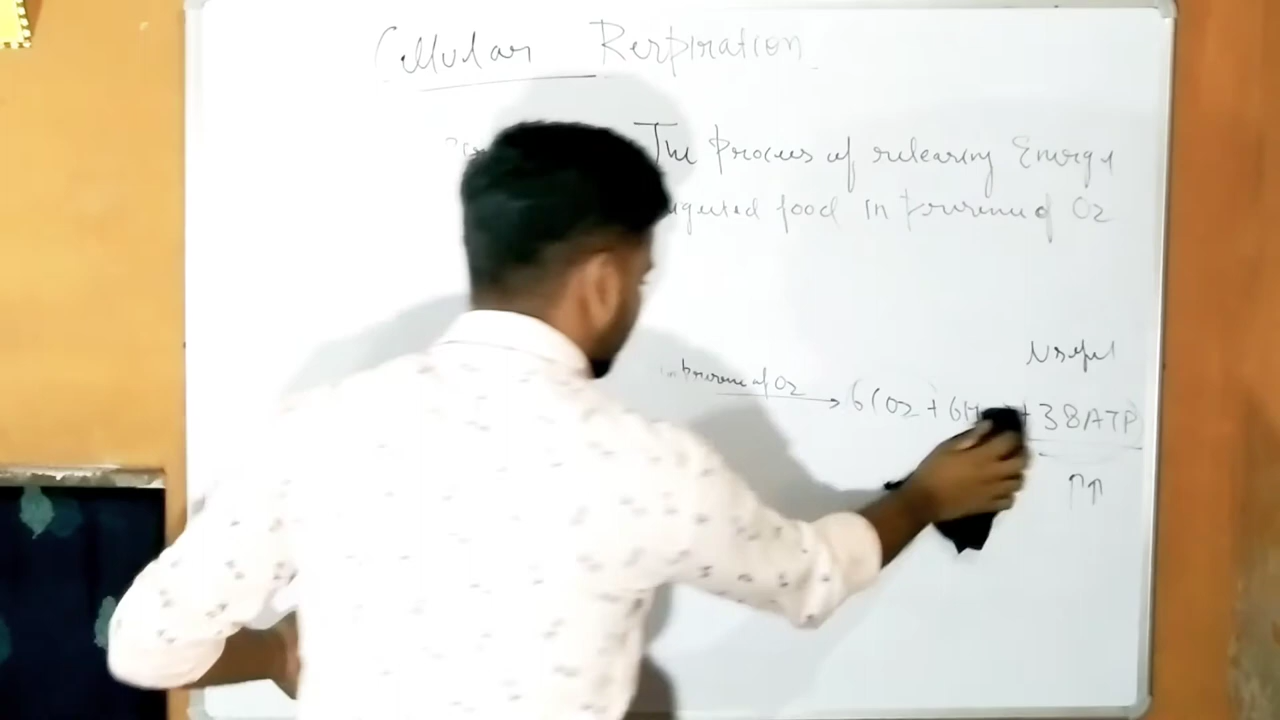 Cellular Respiration
The Process of releasing Energy
food in presence of O2
Useful
in presence of O2
6CO2 + 6H + 38ATP
↑↑